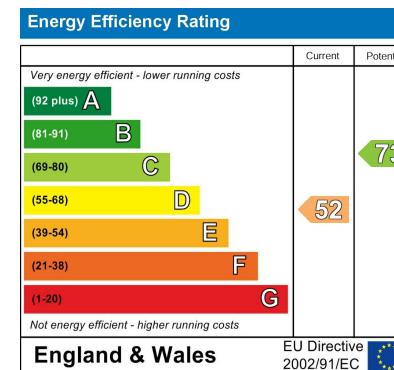 Energy Efficiency Rating
Current
Very energy efficient - lower running costs
(92 plus) A
(81-91) B
(69-80) C
73
(55-68) D
52
(39-54) E
(21-38) F
(1-20) G
Not energy efficient - higher running costs
England & Wales
EU Directive
2002/91/EC